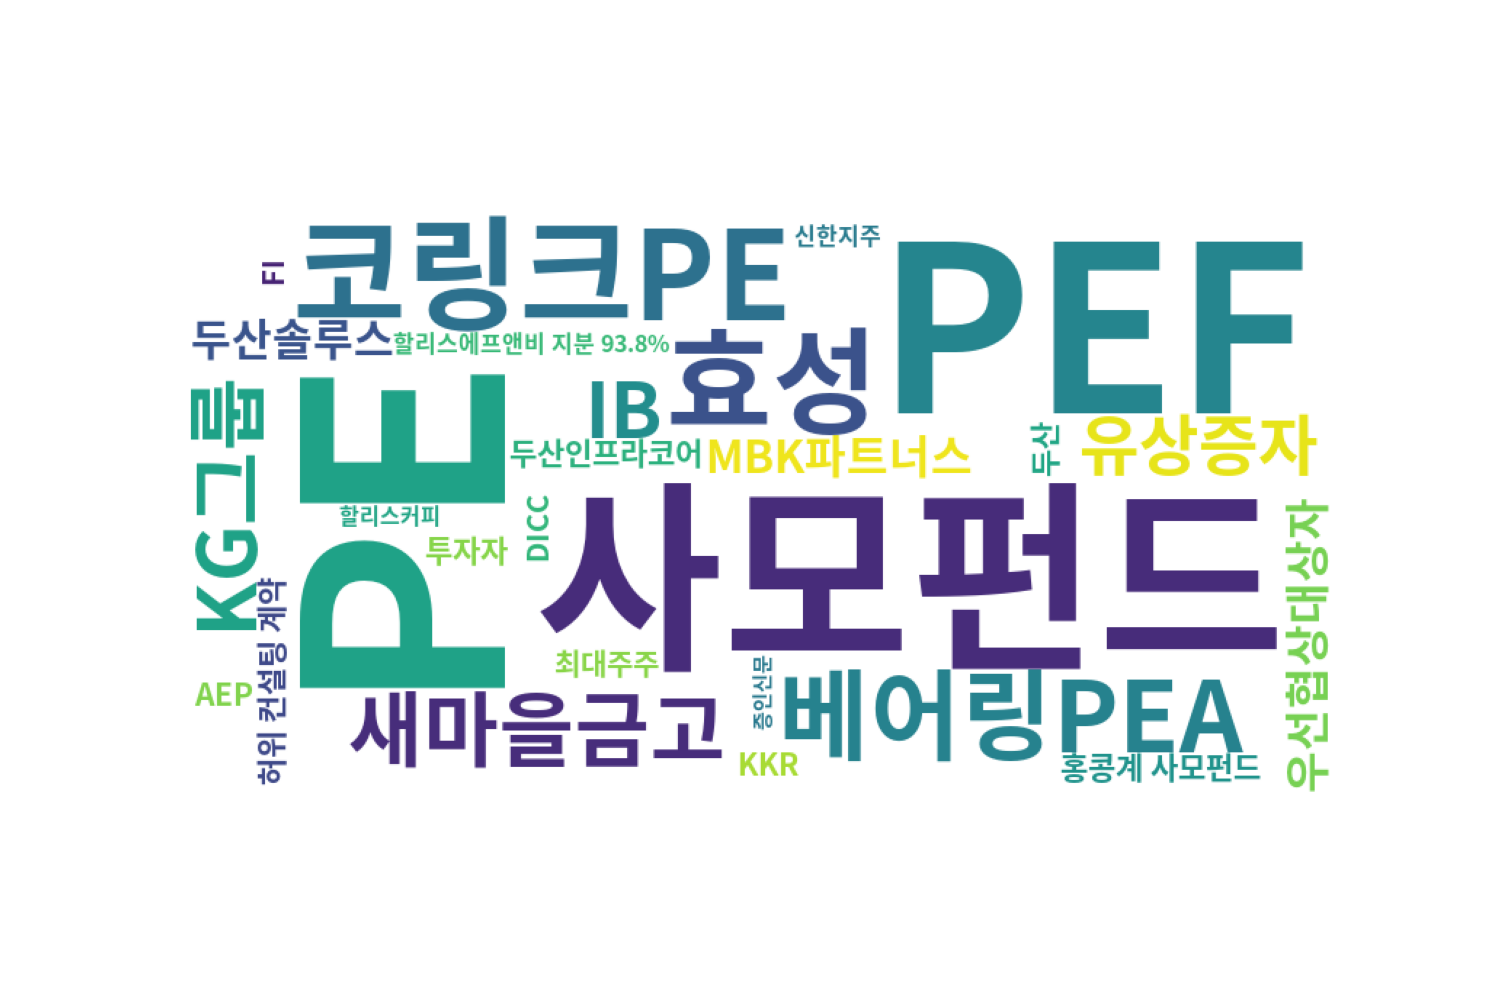 코링크PE
신한지주
PEF
FI
두산솔루스
할리스에프앤비 지분 93.8%
효성
IB
KG그룹
PE
두산인프라코어
MBK파트너스
두산
유상증자
할리스커피
투자자
DICC
사모펀드
우선협상대상자
허위 컨설팅 계약
최대주주
AEP
새마을금고
증인신문
베어링PEA
KKR
홍콩계 사모펀드